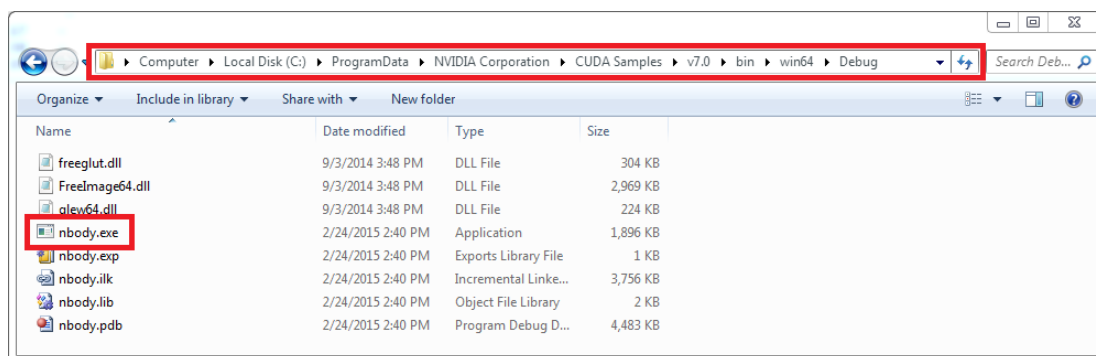 Computer Local Disk (C:) ProgramData NVIDIA Corporation CUDA Samples v7.0 bin win64 Debug Search Deb...
Organize Include in library Share with New folder
Name Date modified Type Size
freeglut.dll 9/3/2014 3:48 PM DLL File 304 KB
FreeImage64.dll 9/3/2014 3:48 PM DLL File 2,969 KB
glew64.dll 9/3/2014 3:48 PM DLL File 224 KB
nbody.exe 2/24/2015 2:40 PM Application 1,896 KB
nbody.exp 2/24/2015 2:40 PM Exports Library File 1 KB
nbody.ilk 2/24/2015 2:40 PM Incremental Linke... 3,756 KB
nbody.lib 2/24/2015 2:40 PM Object File Library 2 KB
nbody.pdb 2/24/2015 2:40 PM Program Debug D... 4,483 KB